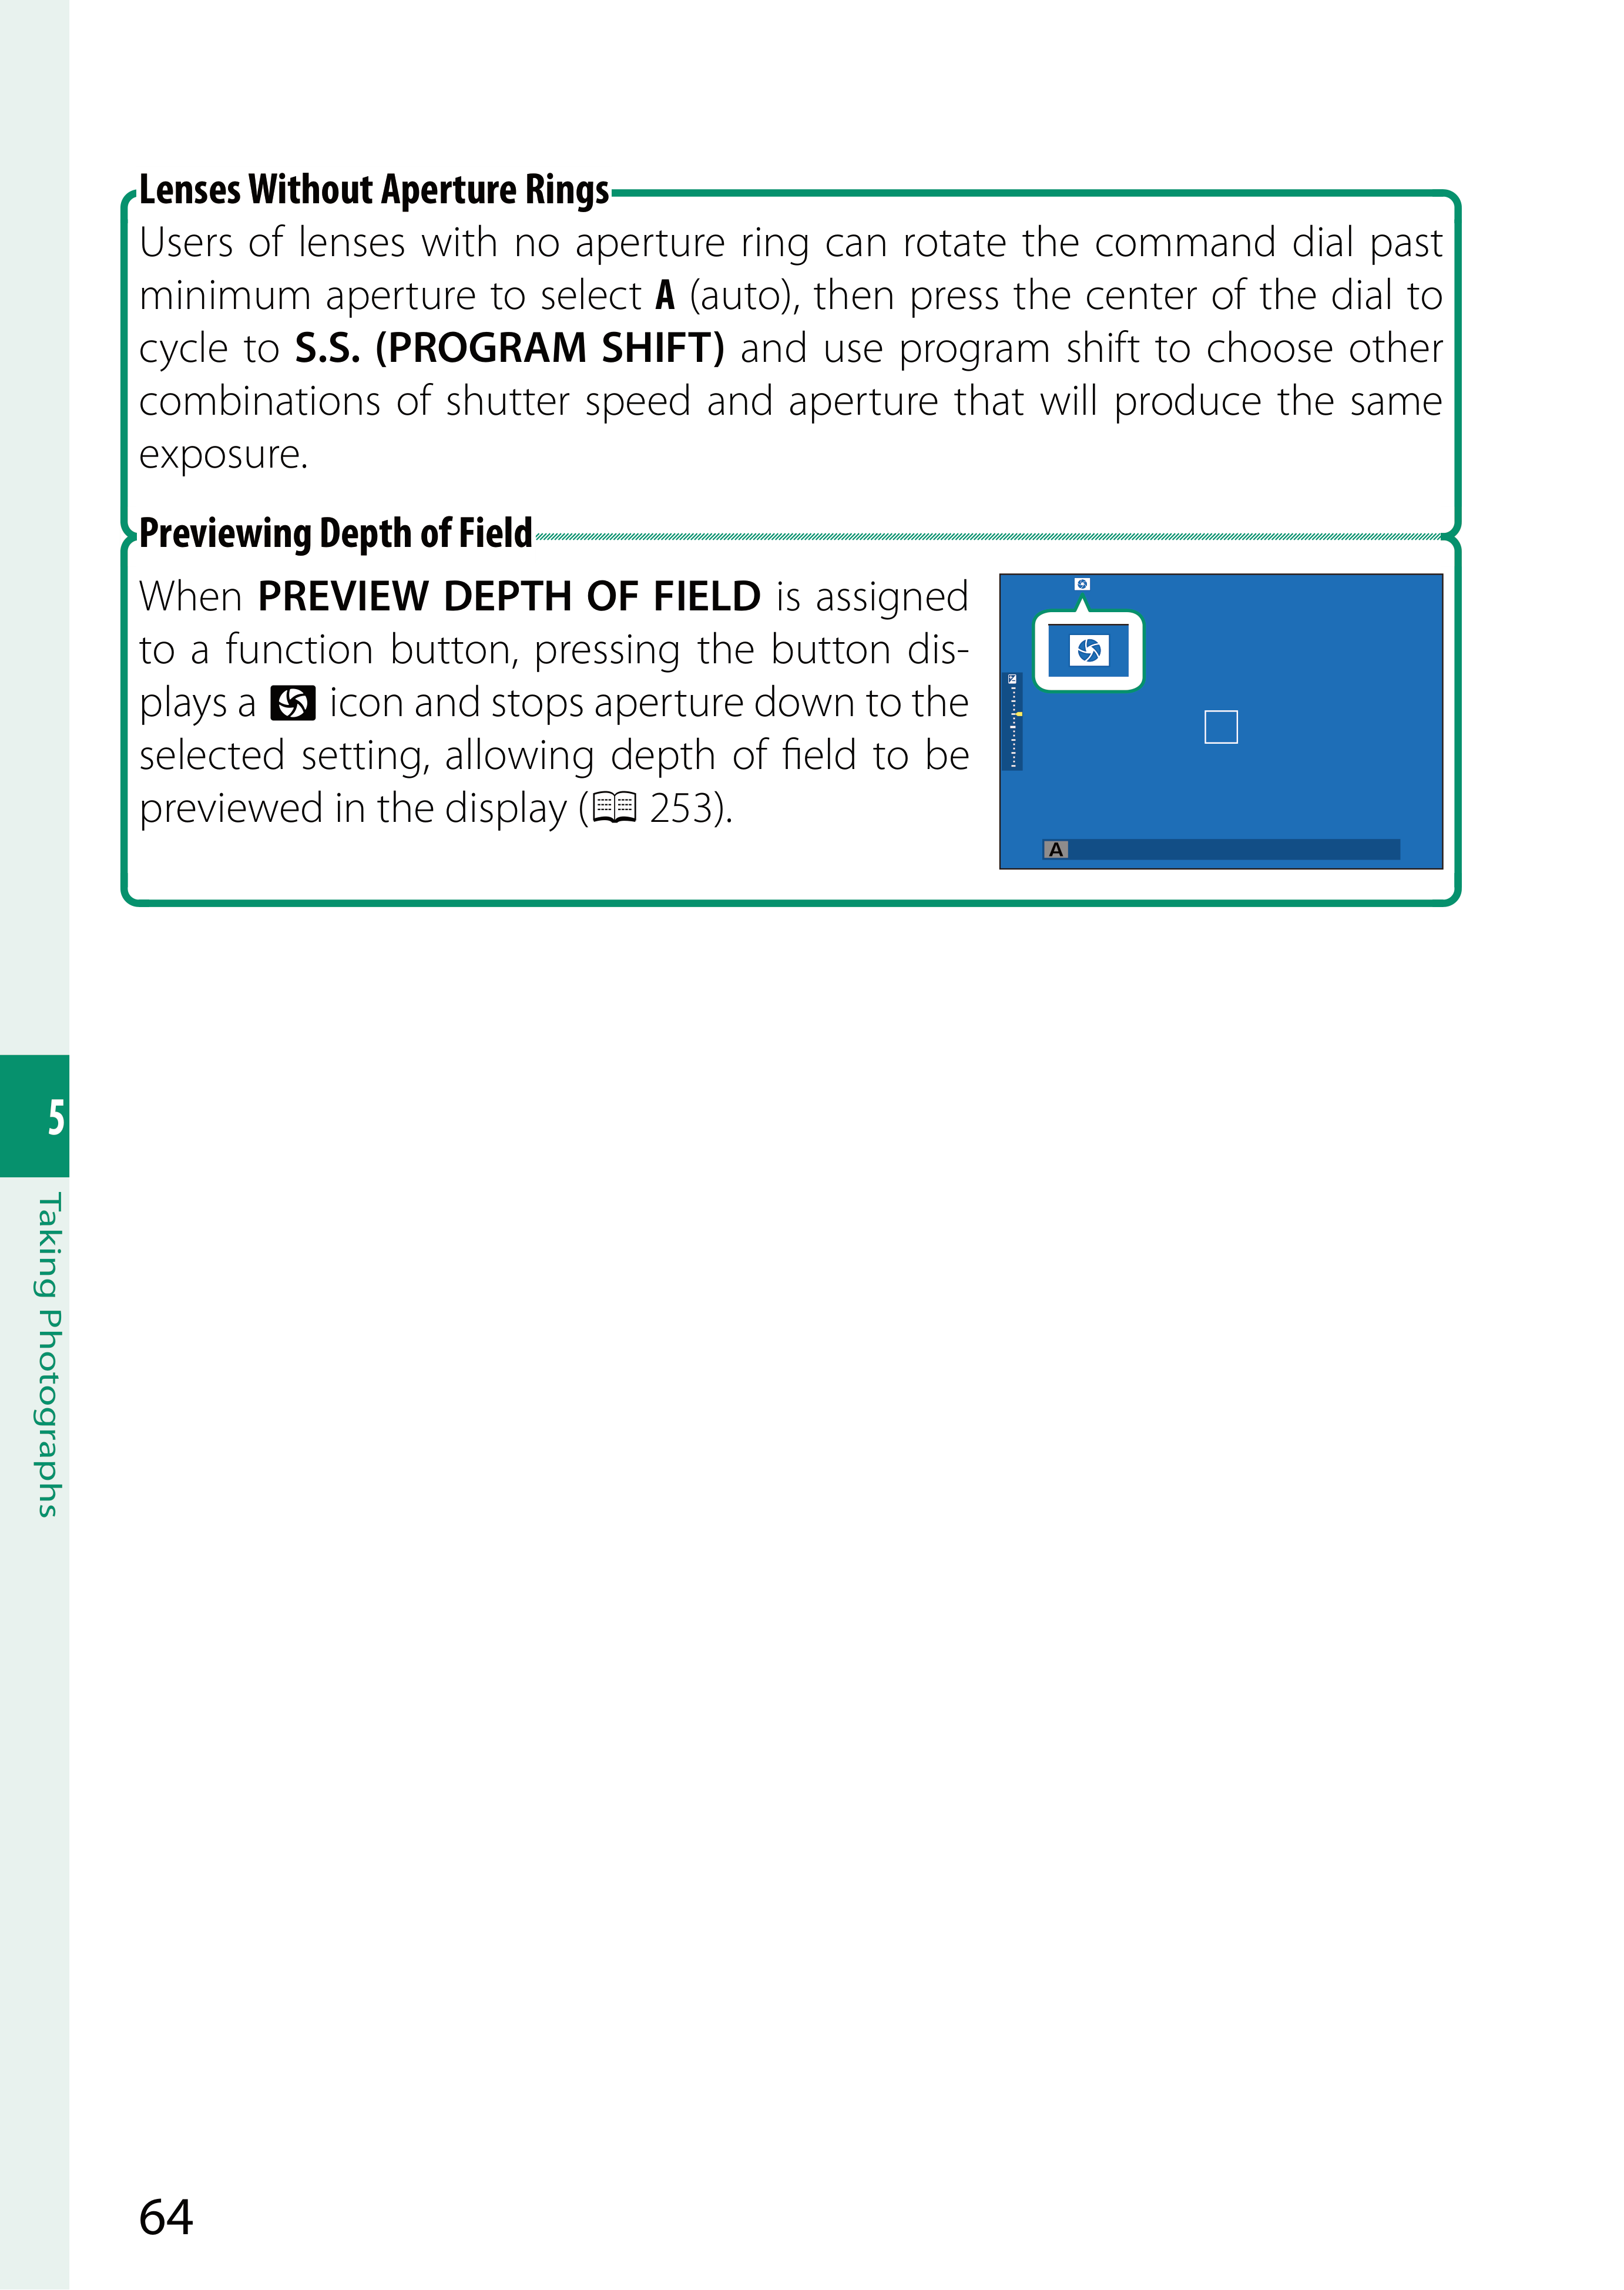 Lenses Without Aperture Rings
Users of lenses with no aperture ring can rotate the command dial past
minimum aperture to select A (auto), then press the center of the dial to
cycle to S.S. (PROGRAM SHIFT) and use program shift to choose other
combinations of shutter speed and aperture that will produce the same
exposure.
Previewing Depth of Field
When PREVIEW DEPTH OF FIELD is assigned
to a function button, pressing the button dis-
plays a icon and stops aperture down to the
selected setting, allowing depth of field to be
previewed in the display (253).
A
5
Taking Photographs
64